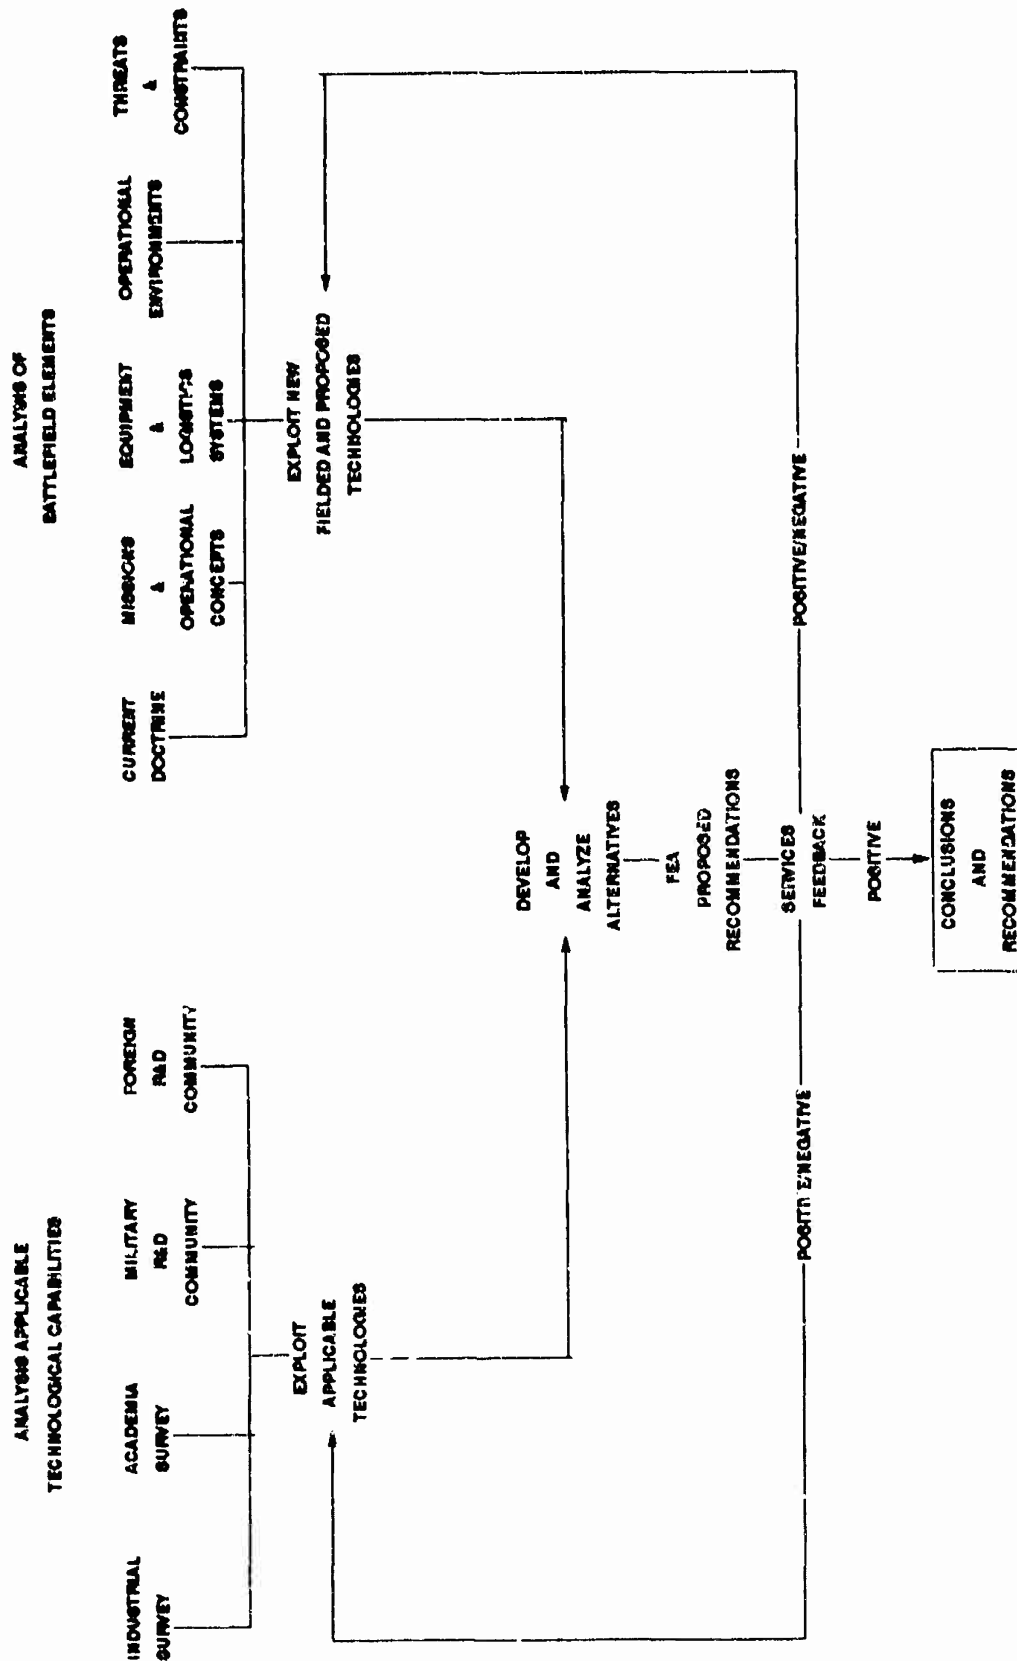 ANALYSIS APPLICABLE
TECHNOLOGICAL CAPABILITIES
INDUSTRIAL
SURVEY
ACADEMIA
SURVEY
MILITARY
R&D
COMMUNITY
FOREIGN
R&D
COMMUNITY
ANALYSIS OF
BATTLEFIELD ELEMENTS
CURRENT
DOCTRINE
MISSIONS
&
OPERATIONAL
CONCEPTS
EQUIPMENT
&
LOGISTICS
SYSTEMS
OPERATIONAL
ENVIRONMENTS
THREATS
&
CONSTRAINTS
EXPLOIT
APPLICABLE
TECHNOLOGIES
EXPLOIT NEW
FIELDED AND PROPOSED
TECHNOLOGIES
DEVELOP
AND
ANALYZE
ALTERNATIVES
FEA
PROPOSED
RECOMMENDATIONS
SERVICES
FEEDBACK
POSITIVE/NEGATIVE
POSITIVE/NEGATIVE
POSITIVE
CONCLUSIONS
AND
RECOMMENDATIONS